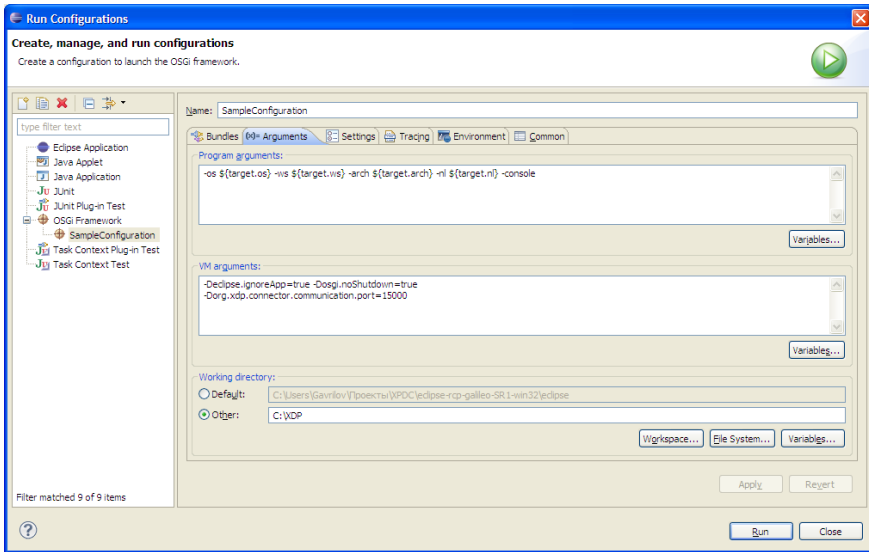 Run Configurations
Create, manage, and run configurations
Create a configuration to launch the OSGi framework.
type filter text
Eclipse Application
Java Applet
Java Application
JUnit
JUnit Plug-in Test
OSGi Framework
SampleConfiguration
Task Context Plug-in Test
Task Context Test
Filter matched 9 of 9 items
Name: SampleConfiguration
Bundles (x)= Arguments Settings Tracing Environment Common
Program arguments:
-os ${target.os} -ws ${target.ws} -arch ${target.arch} -nl ${target.nl} -console
Variables...
VM arguments:
-Declipse.ignoreApp=true -Dosgi.noShutdown=true
-Dorg.xdp.connector.communication.port=15000
Variables...
Working directory:
Default: C:\Users\Gavrilov\Проекты\XPDC\eclipse-rcp-galileo-SR1-win32\eclipse
Other: C:\XDP
Workspace... File System... Variables...
Apply Revert
Run Close